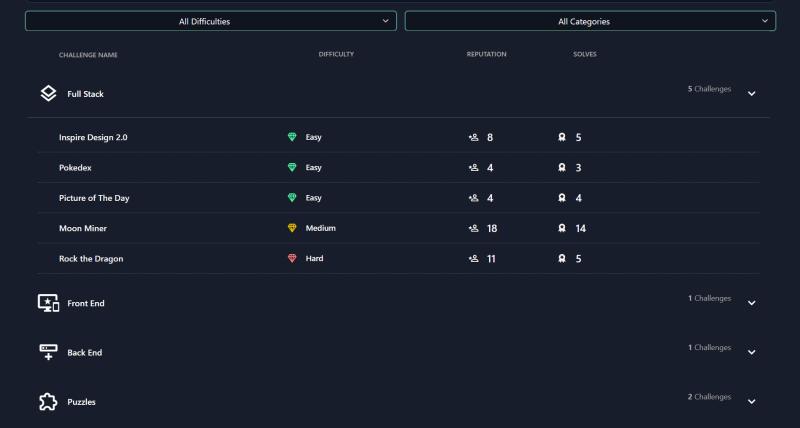 All Difficulties All Categories
CHALLENGE NAME DIFFICULTY REPUTATION SOLVES
Full Stack 5 Challenges
Inspire Design 2.0 Easy 8 5
Pokedex Easy 4 3
Picture of The Day Easy 4 4
Moon Miner Medium 18 14
Rock the Dragon Hard 11 5
Front End 1 Challenges
Back End 1 Challenges
Puzzles 2 Challenges